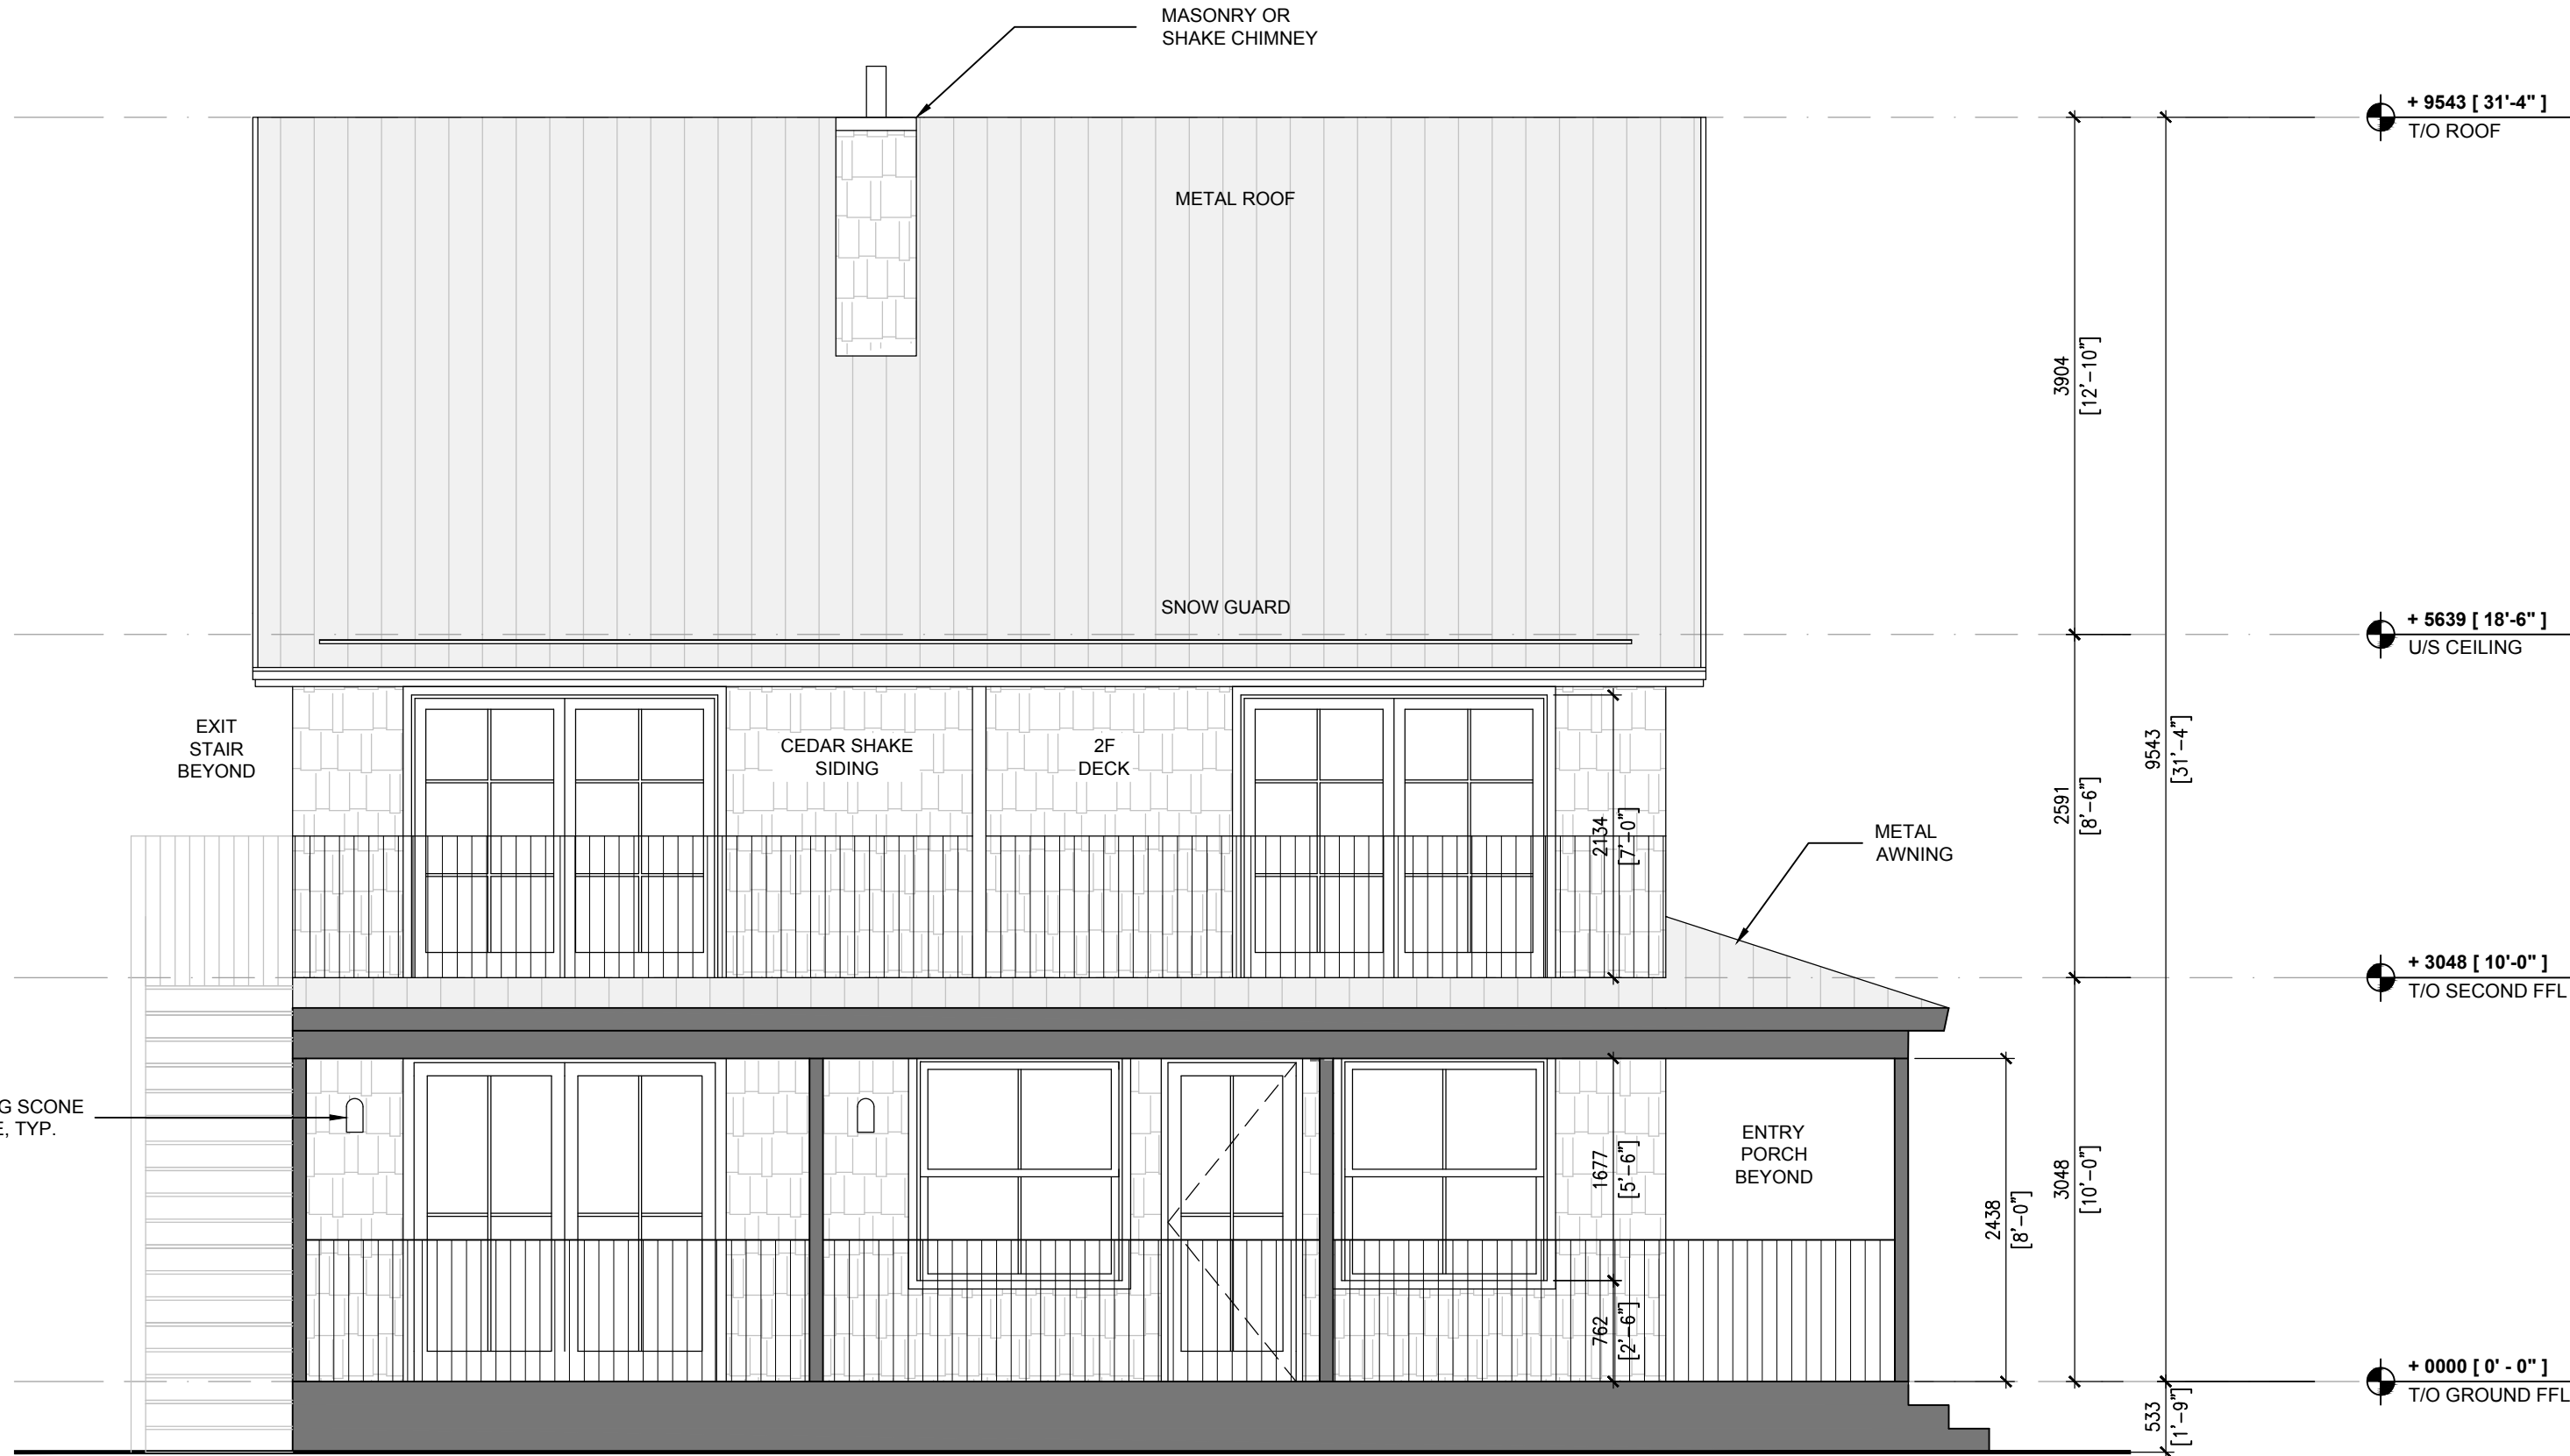 MASONRY OR
SHAKE CHIMNEY
+ 9543 [ 31'-4" ]
T/O ROOF
METAL ROOF
3904
[12'-10"]
SNOW GUARD
+ 5639 [ 18'-6" ]
U/S CEILING
EXIT
STAIR
BEYOND
CEDAR SHAKE
SIDING
2F
DECK
2134
[7'-0"]
2591
[8'-6"]
9543
[31'-4"]
METAL
AWNING
+ 3048 [ 10'-0" ]
T/O SECOND FFL
G SCONE
E, TYP.
ENTRY
PORCH
BEYOND
1677
[5'-6"]
762
[2'-6"]
2438
[8'-0"]
3048
[10'-0"]
+ 0000 [ 0' - 0" ]
T/O GROUND FFL
533
[1'-9"]